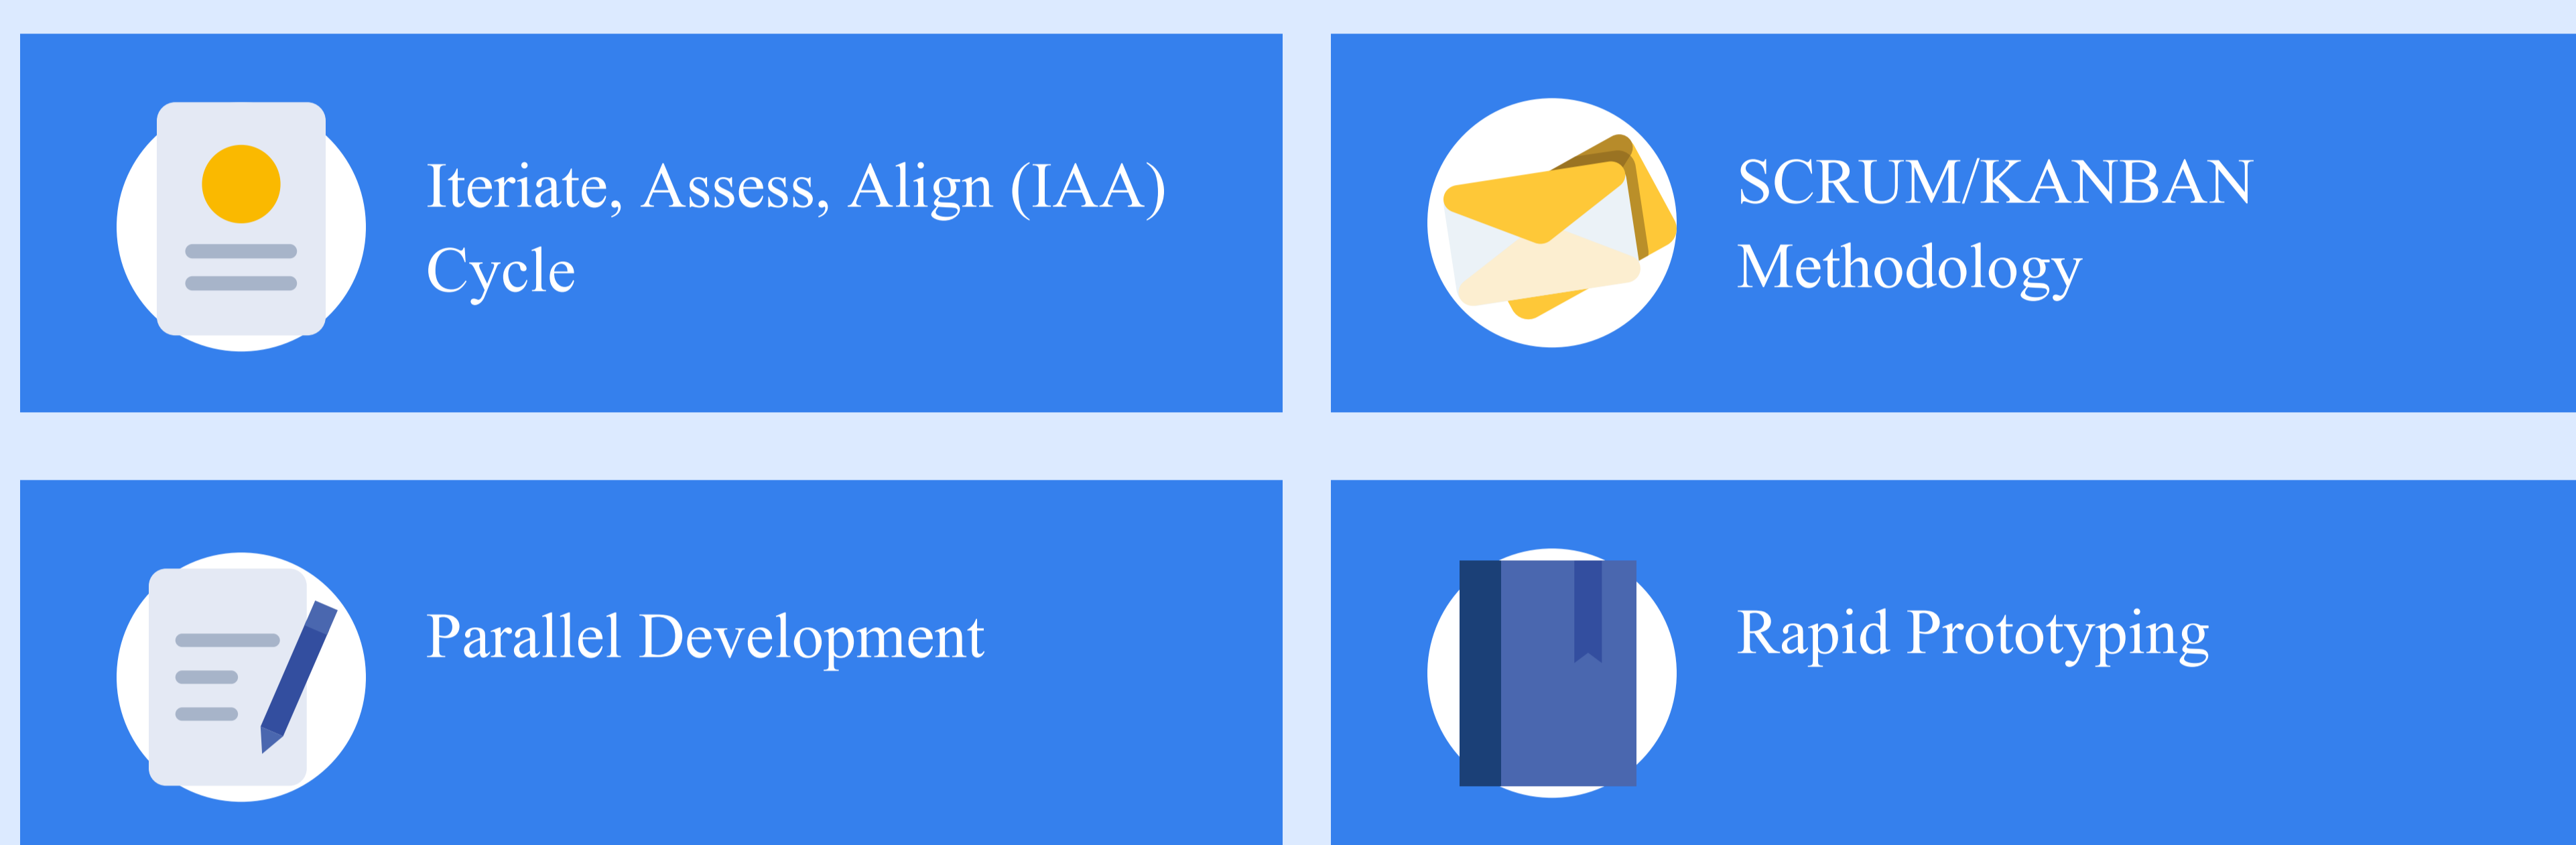 Iteriate, Assess, Align (IAA)
Cycle
SCRUM/KANBAN
Methodology
Parallel Development
Rapid Prototyping